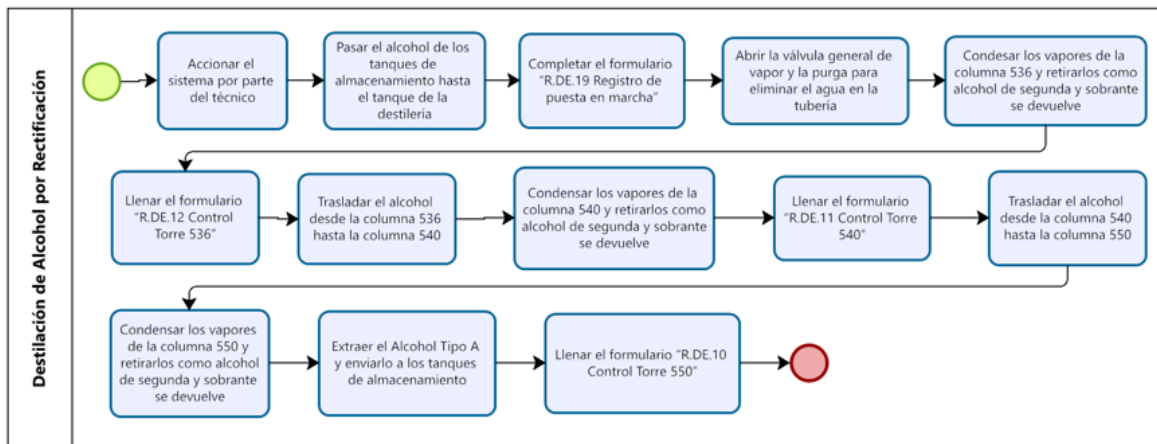 Destilación de Alcohol por Rectificación
Accionar el
sistema por parte
del técnico
Pasar el alcohol de los
tanques de
almacenamiento hasta
el tanque de la
destilería
Completar el formulario
“R.DE.19 Registro de
puesta en marcha”
Abrir la válvula general de
vapor y la purga para
eliminar el agua en la
tubería
Condesar los vapores de
la columna 536 y retirarlos como
alcohol de segunda y sobrante
se devuelve
Llenar el formulario
“R.DE.12 Control
Torre 536”
Trasladar el alcohol
desde la columna 536
hasta la columna 540
Condensar los vapores de la
columna 540 y retirarlos como
alcohol de segunda y sobrante
se devuelve
Llenar el formulario
“R.DE.11 Control Torre
540”
Trasladar el alcohol
desde la columna 540
hasta la columna 550
Condensar los vapores
de la columna 550 y
retirarlos como alcohol
de segunda y sobrante
se devuelve
Extraer el Alcohol Tipo A
y enviarlo a los tanques
de almacenamiento
Llenar el formulario “R.DE.10
Control Torre 550”